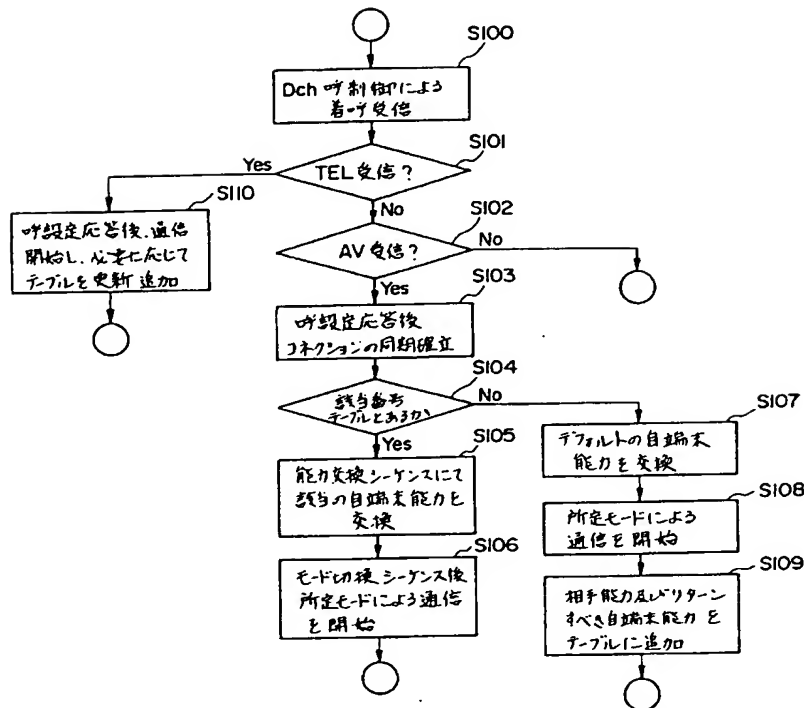 S100
Dch 呼制御による
着呼受信
S101
TEL受信?
Yes
No
S110
呼設定応答後、通信
開始し、必要に応じて
テーブルを更新追加
S102
AV受信?
No
Yes
S103
呼設定応答後
コネクションの同期確立
S104
該当番号
テーブルとあるか
No
Yes
S105
能力交換シーケンスにて
該当の自端末能力を
交換
S106
モード切換シーケンス後
所定モードによる通信
を開始
S107
デフォルトの自端末
能力を交換
S108
所定モードによる
通信を開始
S109
相手能力及びリターン
すべき自端末能力を
テーブルに追加